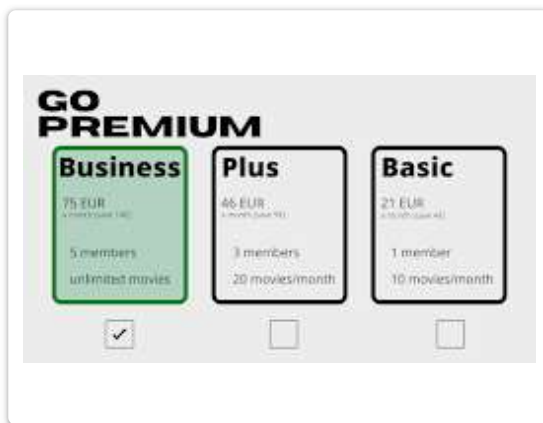 GO
PREMIUM
Business
75 EUR
5 members
unlimited movies
Plus
46 EUR
3 members
20 movies/month
Basic
21 EUR
1 member
10 movies/month